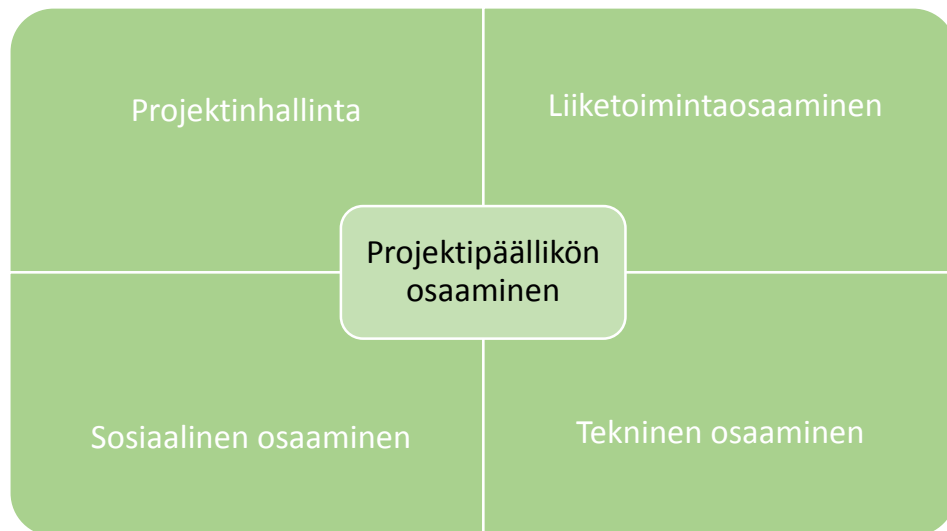 Projektinhallinta
Liiketoimintaosaaminen
Projektipäällikön
osaaminen
Sosiaalinen osaaminen
Tekninen osaaminen